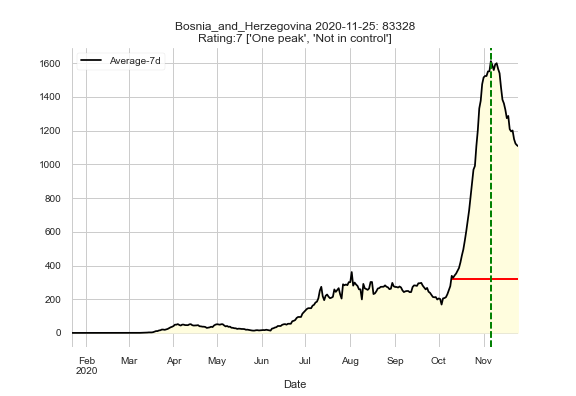 Bosnia_and_Herzegovina 2020-11-25: 83328
Rating:7 ['One peak', 'Not in control']
Average-7d
1600
1400
1200
1000
800
600
400
200
0
Feb Mar Apr May Jun Jul Aug Sep Oct Nov
2020
Date